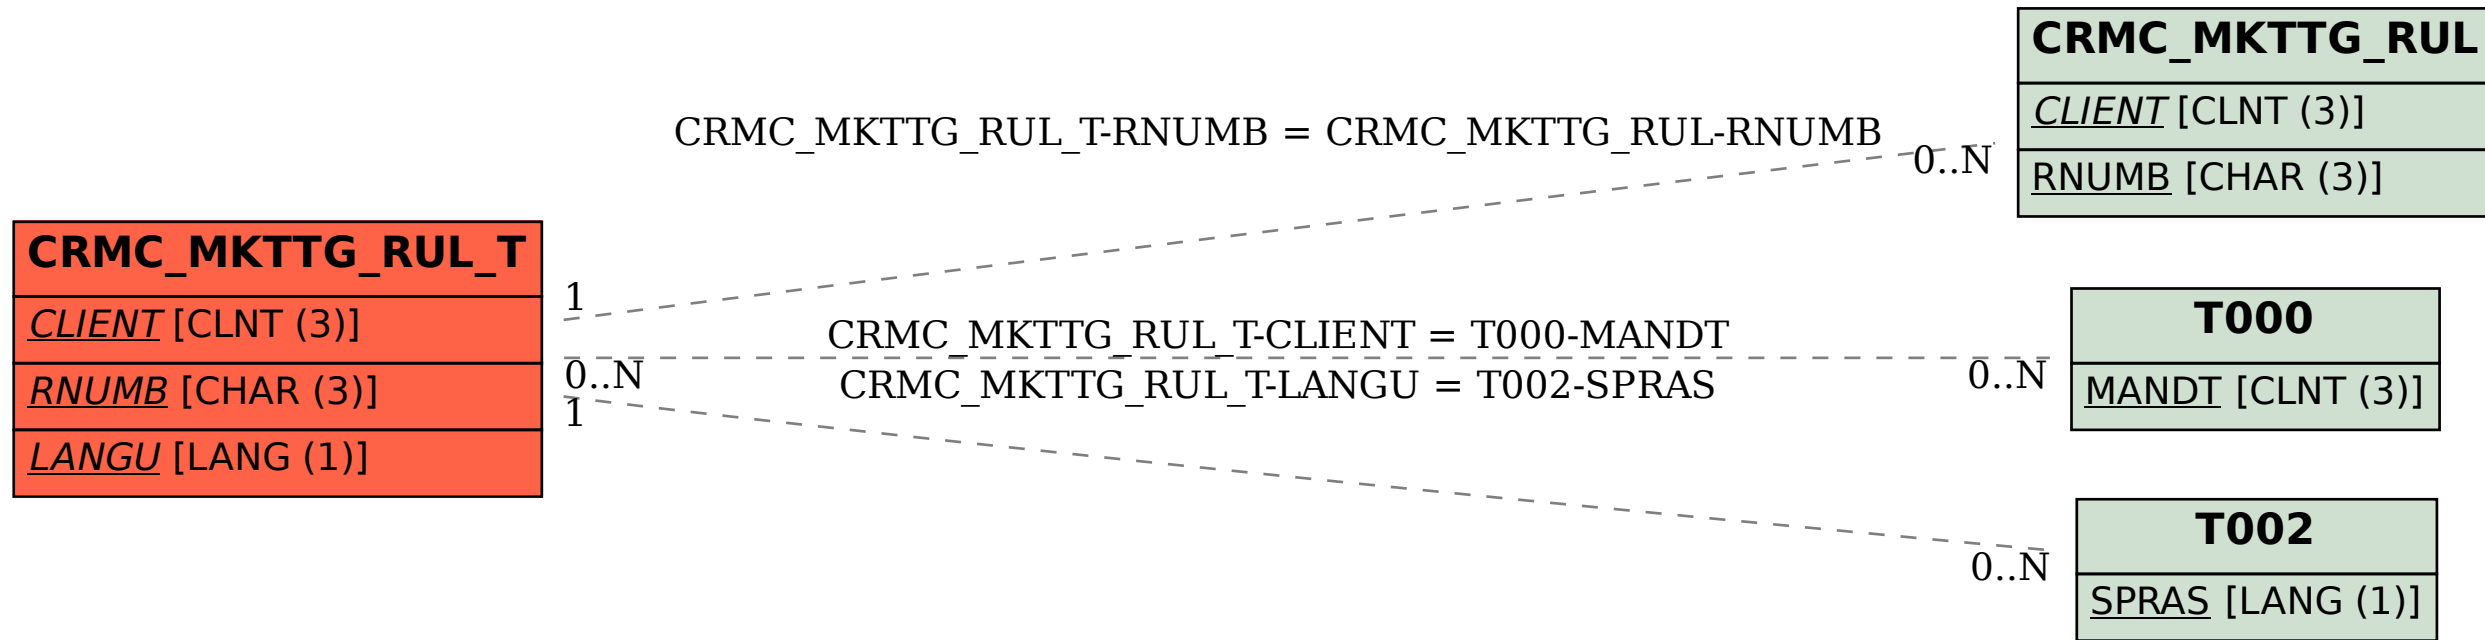 CRMC_MKTTG_RUL
CLIENT [CLNT (3)]
RNUMB [CHAR (3)]
CRMC_MKTTG_RUL_T-RNUMB = CRMC_MKTTG_RUL-RNUMB
0..N
CRMC_MKTTG_RUL_T
CLIENT [CLNT (3)]
RNUMB [CHAR (3)]
LANGU [LANG (1)]
1
0..N
1
CRMC_MKTTG_RUL_T-CLIENT = T000-MANDT
CRMC_MKTTG_RUL_T-LANGU = T002-SPRAS
0..N
T000
MANDT [CLNT (3)]
0..N
T002
SPRAS [LANG (1)]